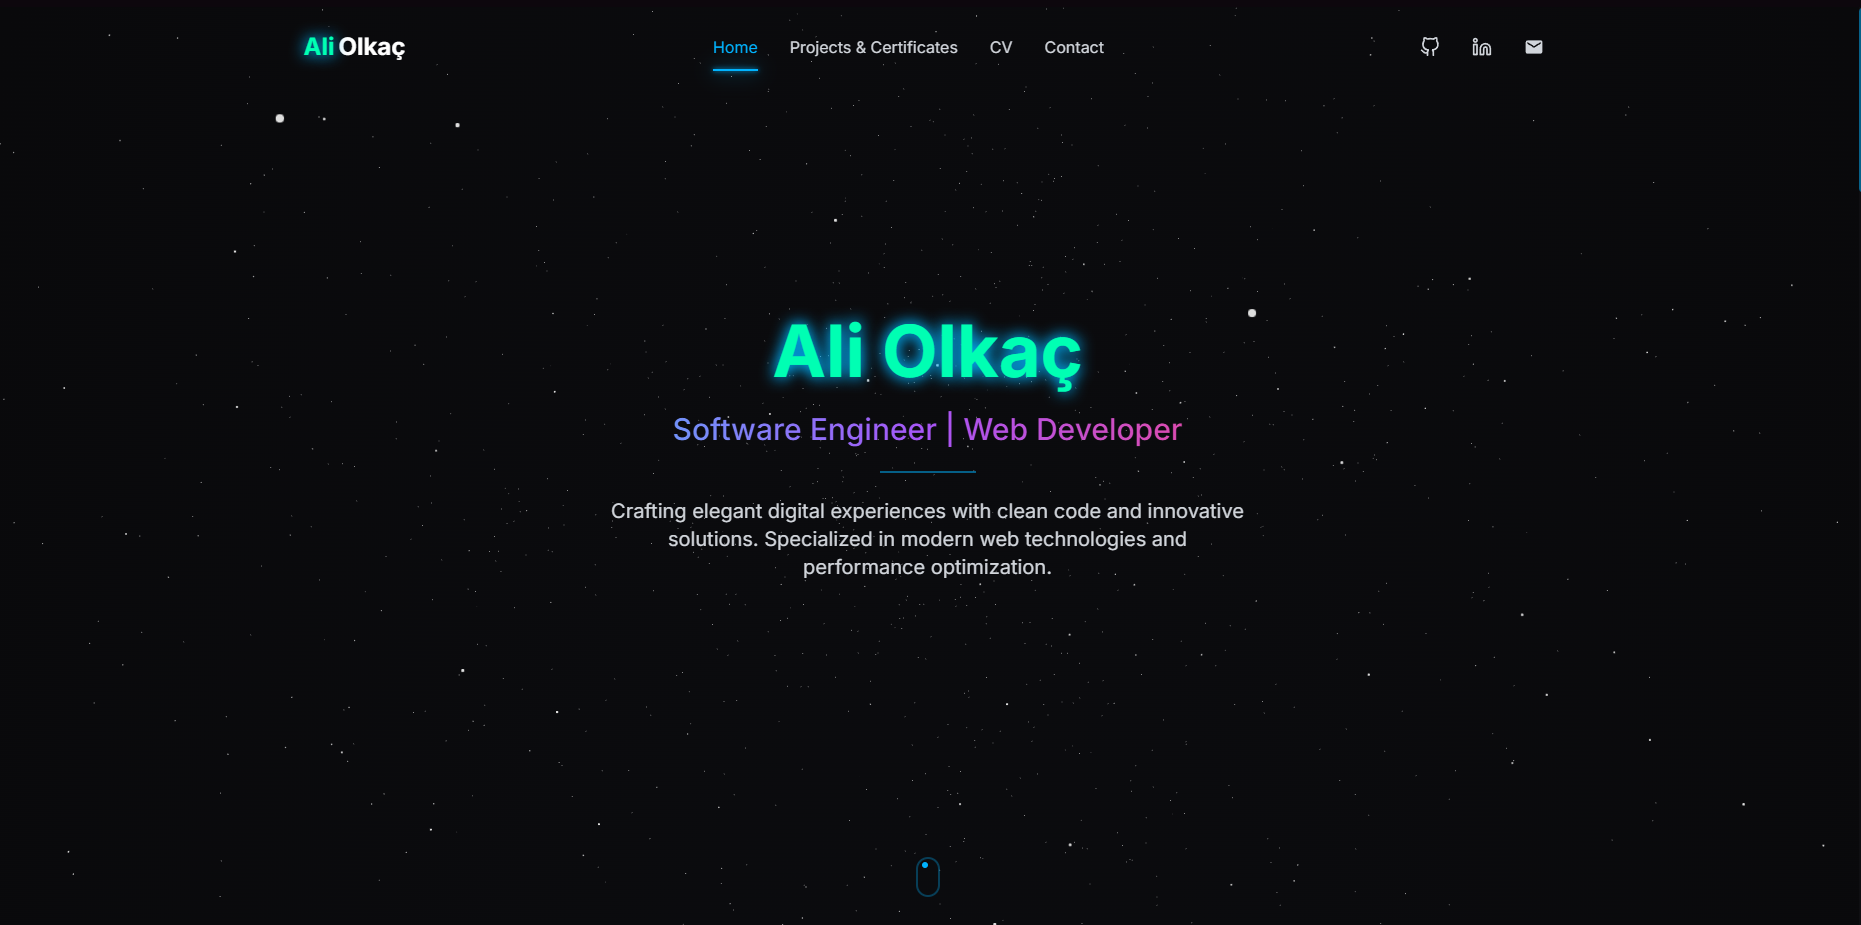 Ali Olkaç
Home
Projects & Certificates
CV
Contact
Ali Olkaç
Software Engineer | Web Developer
Crafting elegant digital experiences with clean code and innovative
solutions. Specialized in modern web technologies and
performance optimization.